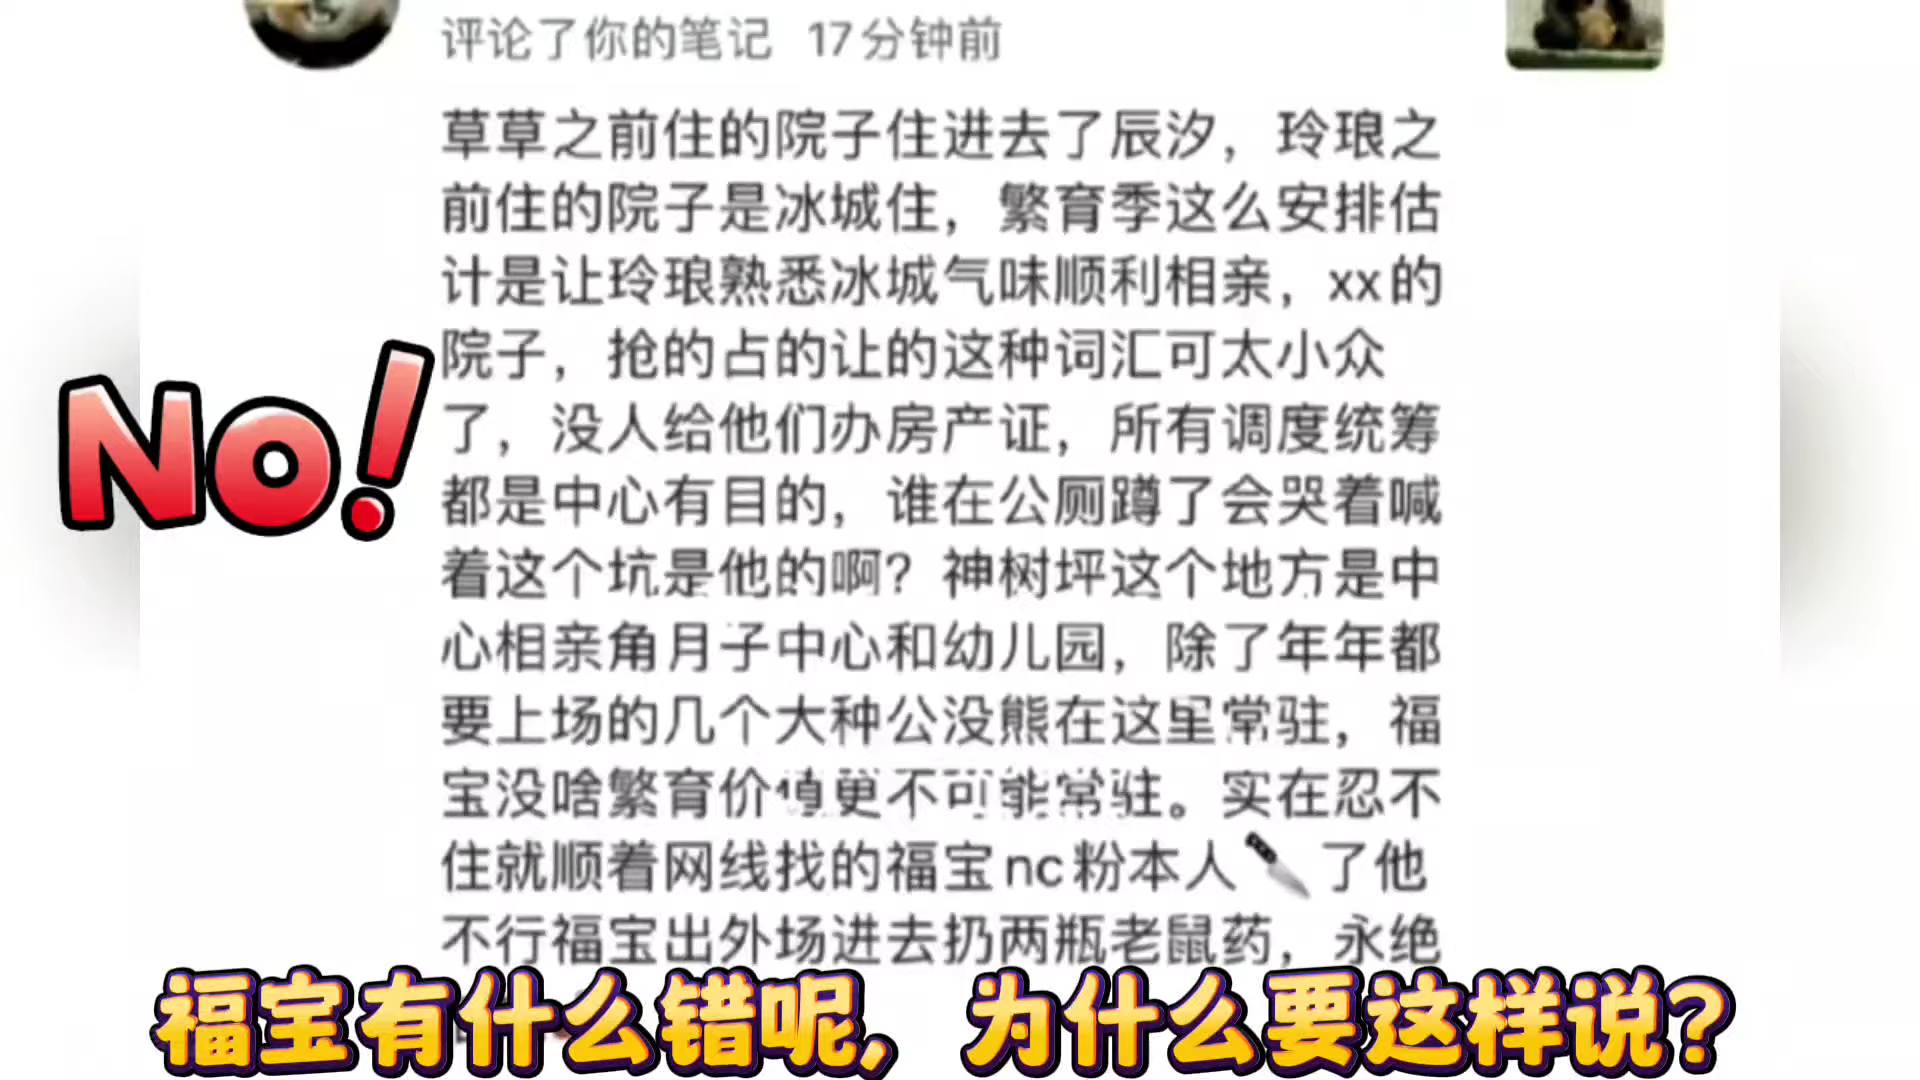 评论了你的笔记 17分钟前
草草之前住的院子住进去了辰汐，玲琅之
前住的院子是冰城住，繁育季这么安排估
计是让玲琅熟悉冰城气味顺利相亲，xx的
院子，抢的占的让的这种词汇可太小众
了，没人给他们办房产证，所有调度统筹
都是中心有目的，谁在公厕蹲了会哭着喊
着这个坑是他的啊？神树坪这个地方是中
心相亲角月子中心和幼儿园，除了年年都
要上场的几个大种公没熊在这里常驻，福
宝没啥繁育价值更不可能常驻。实在忍不
住就顺着网线找的福宝nc粉本人🔪了他
不行福宝出外场进去扔两瓶老鼠药，永绝
NO!
福宝有什么错呢，为什么要这样说？